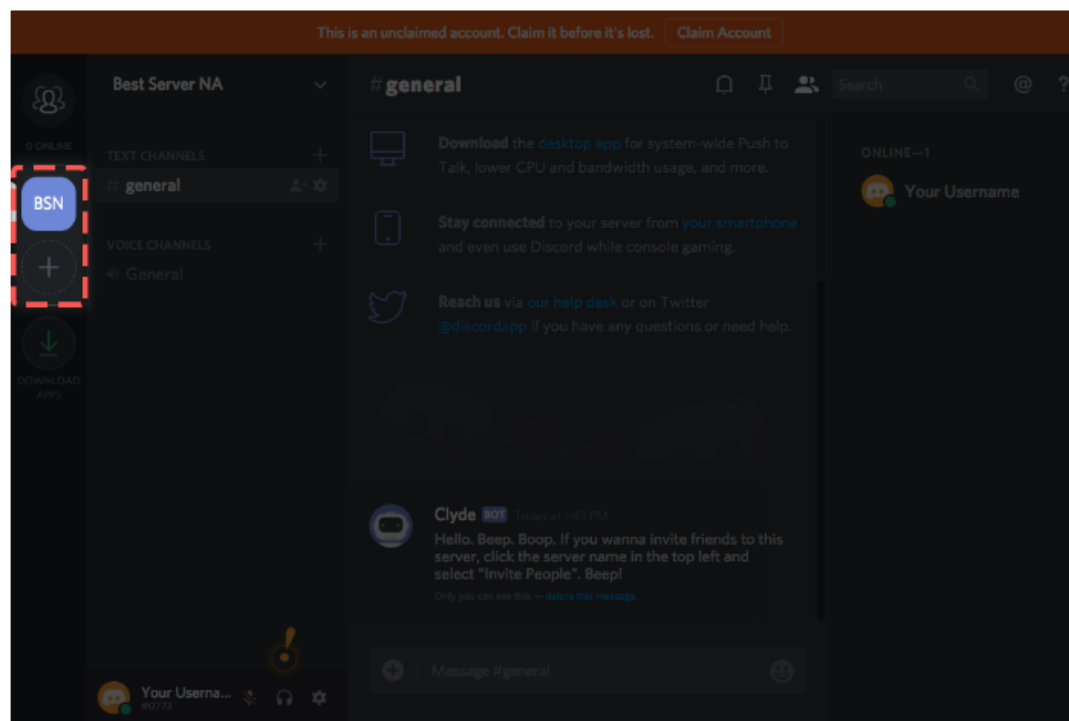 This is an unclaimed account. Claim it before it's lost. Claim Account
Best Server NA
#general
Search
@
?
0 ONLINE
BSN
+
DOWNLOAD
APPS
TEXT CHANNELS +
# general
VOICE CHANNELS +
General
Download the desktop app for system-wide Push to
Talk, lower CPU and bandwidth usage, and more.
Stay connected to your server from your smartphone
and even use Discord while console gaming.
Reach us via our help desk or on Twitter
@discordapp if you have any questions or need help.
Clyde BOT Today at 1:43 PM
Hello. Beep. Boop. If you wanna invite friends to this
server, click the server name in the top left and
select "Invite People". Beep!
Only you can see this — delete this message.
Message #general
ONLINE—1
Your Username
Your Userna...
#0773